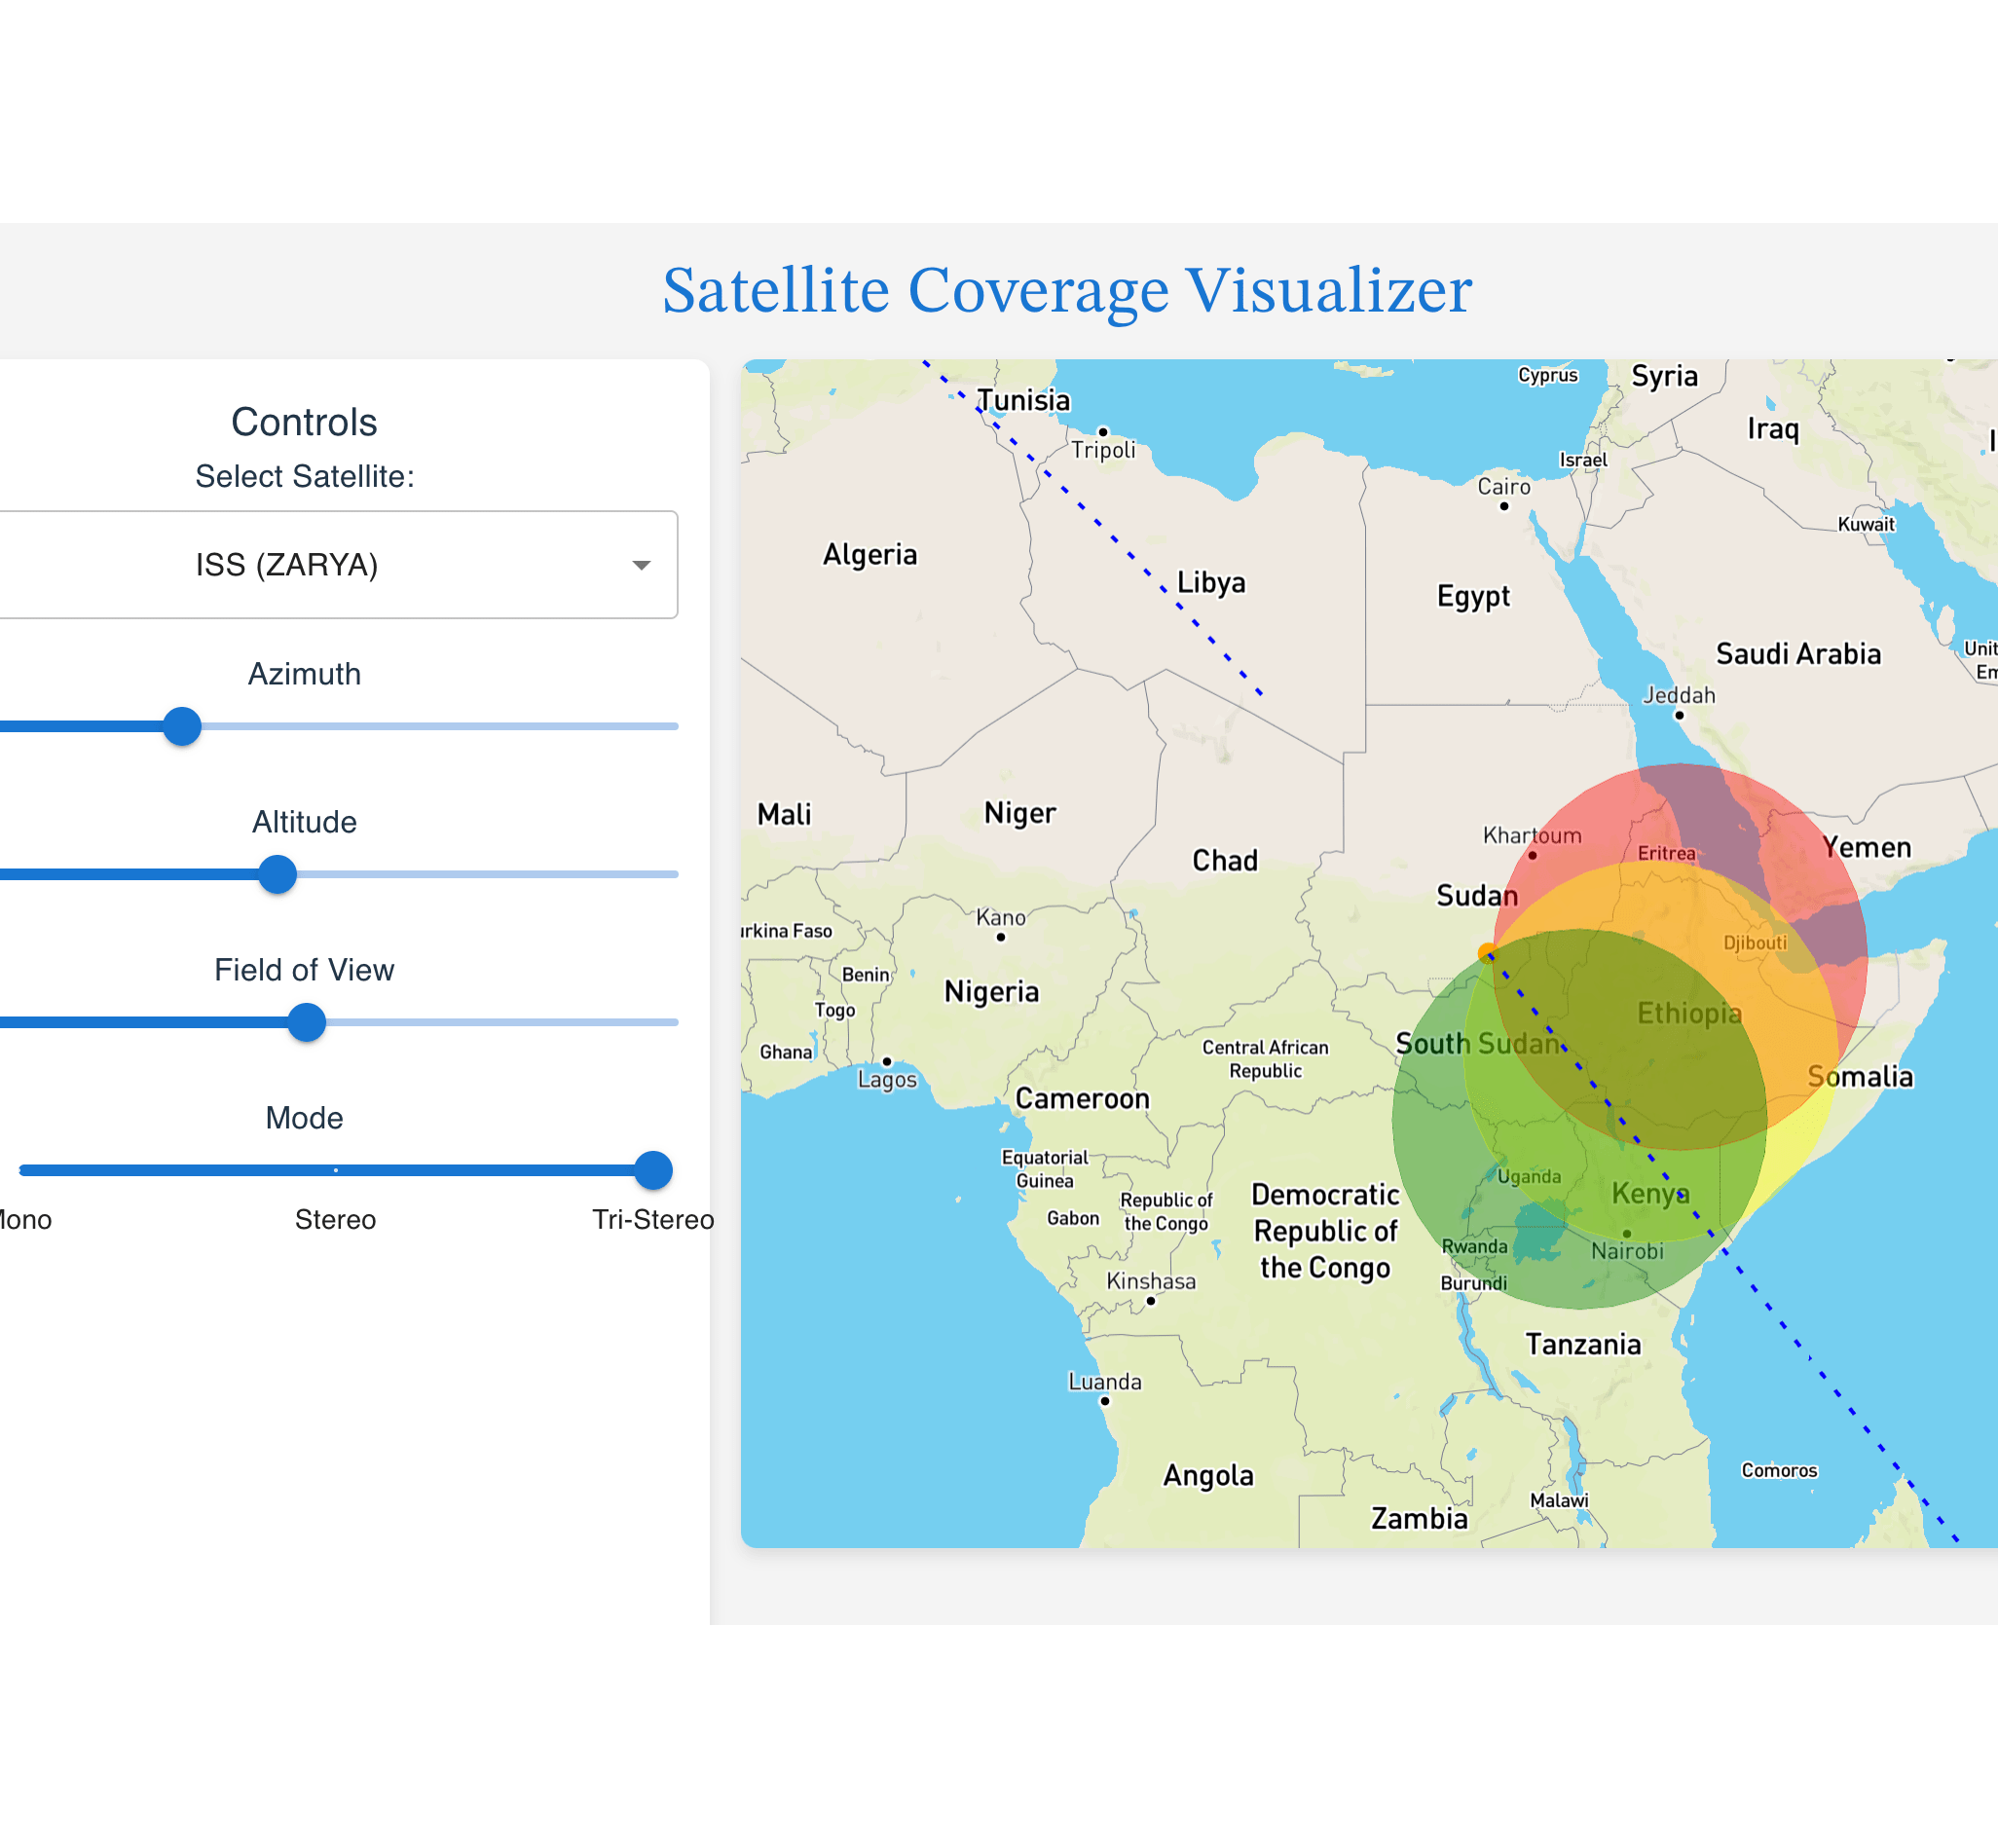 Satellite Coverage Visualizer
Controls
Select Satellite:
ISS (ZARYA)
Azimuth
Altitude
Field of View
Mode
Mono
Stereo
Tri-Stereo
Cyprus
Syria
Tunisia
Iraq
Tripoli
Israel
Cairo
Kuwait
Algeria
Libya
Egypt
Saudi Arabia
Unit
Em
Jeddah
Mali
Niger
Khartoum
Chad
Eritrea
Yemen
Sudan
Kano
urkina Faso
Djibouti
Benin
Nigeria
Togo
Ethiopia
Ghana
South Sudan
Central African
Republic
Lagos
Somalia
Cameroon
Equatorial
Guinea
Uganda
Republic of
the Congo
Democratic
Republic of
the Congo
Kenya
Gabon
Rwanda
Nairobi
Burundi
Kinshasa
Tanzania
Luanda
Angola
Comoros
Malawi
Zambia